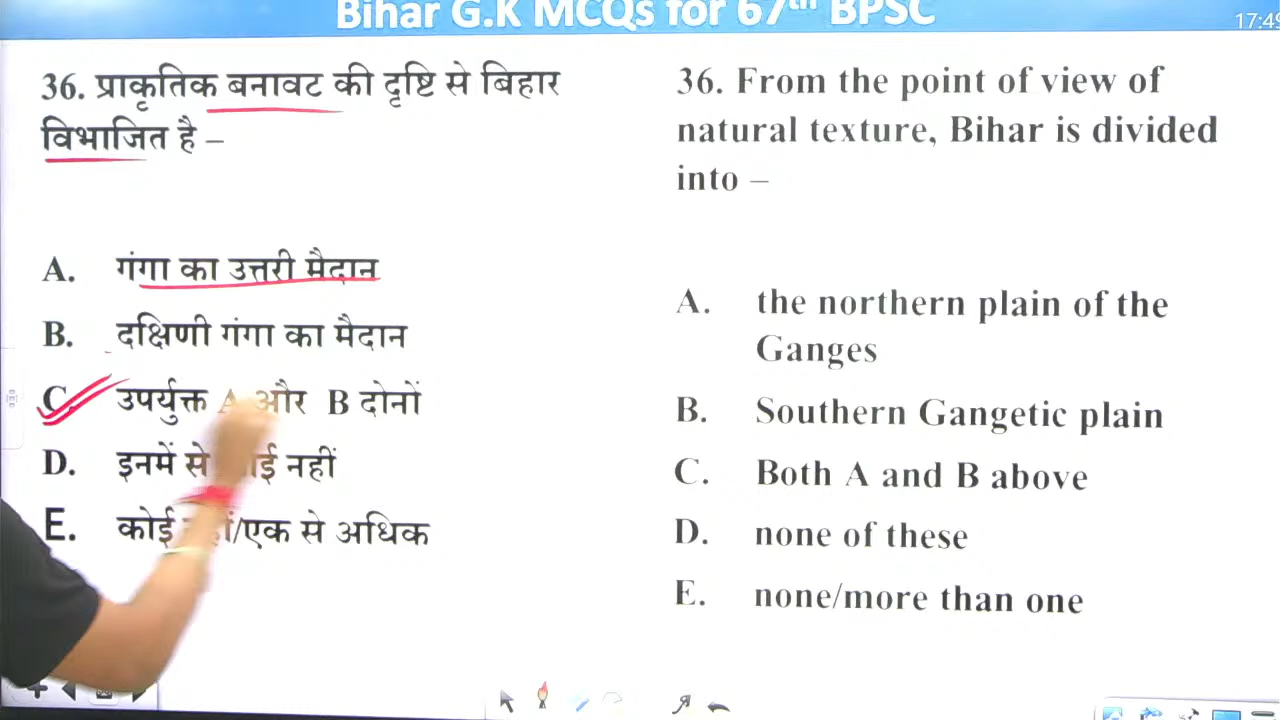 Bihar G.K MCQs for 67th BPSC
17:49
36. प्राकृतिक बनावट की दृष्टि से बिहार
विभाजित है –
A. गंगा का उत्तरी मैदान
B. दक्षिणी गंगा का मैदान
C. उपर्युक्त A और B दोनों
D. इनमें से नहीं
E. कोई /एक से अधिक
36. From the point of view of
natural texture, Bihar is divided
into –
A. the northern plain of the
Ganges
B. Southern Gangetic plain
C. Both A and B above
D. none of these
E. none/more than one